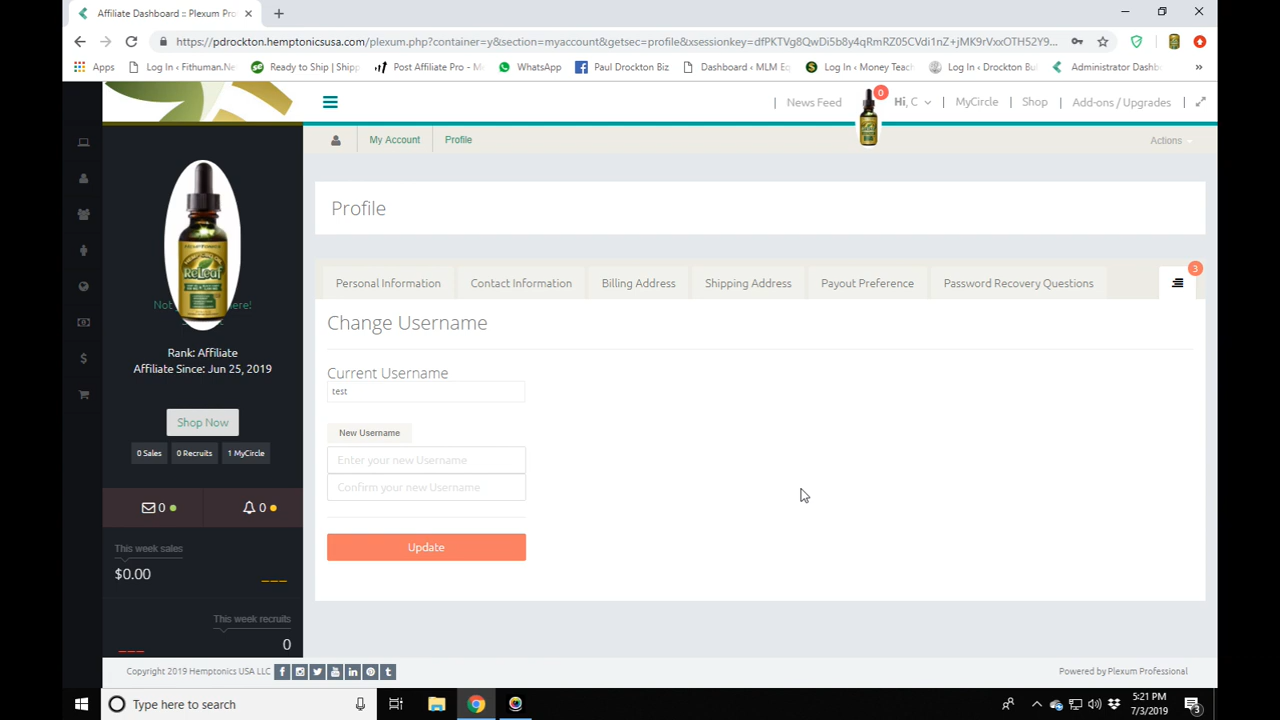 Affiliate Dashboard :: Plexum Pro
https://pdrockton.hemptonicsusa.com/plexum.php?container=y&section=myaccount&getsec=profile&xsessionkey=dfPKTVg8QwDi5b8y4qRmRZ05CVdi1nZ+jMK9rVxxOTH52Y9...
Apps Log In ‹ Fithuman.Ne Ready to Ship | Shipp Post Affiliate Pro - M WhatsApp Paul Drockton Biz Dashboard ‹ MLM S Log In ‹ Money Teach Log In ‹ Drockton Bu Administrator Dashb »
News Feed 0 Hi, C MyCircle Shop Add-ons / Upgrades
My Account Profile Actions
Profile
ReLeaf
Personal Information Contact Information Billing Address Shipping Address Payout Preference Password Recovery Questions 3
Change Username
Rank: Affiliate
Affiliate Since: Jun 25, 2019
Current Username
test
Shop Now
0 Sales 0 Recruits 1 MyCircle
New Username
Enter your new Username
Confirm your new Username
0 0
Update
This week sales
$0.00
This week recruits
0
Copyright 2019 Hemptonics USA LLC
Powered by Plexum Professional
Type here to search
5:21 PM
7/3/2019
3